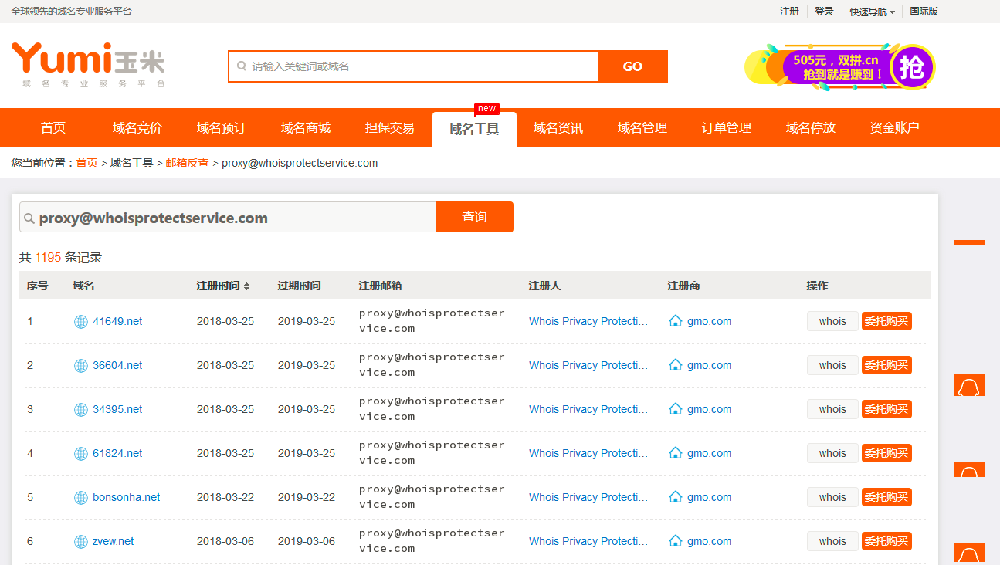 全球领先的域名专业服务平台 注册 登录 快速导航 国际版
Yumi玉米
域名专业服务平台
请输入关键词或域名 GO
505元，双拼.cn
抢到就是赚到！
抢
new
首页 域名竞价 域名预订 域名商城 担保交易 域名工具 域名资讯 域名管理 订单管理 域名停放 资金账户
您当前位置：首页 > 域名工具 > 邮箱反查 > proxy@whoisprotectservice.com
proxy@whoisprotectservice.com 查询
共 1195 条记录
序号 域名 注册时间 过期时间 注册邮箱 注册人 注册商 操作
1 41649.net 2018-03-25 2019-03-25 proxy@whoisprotectser Whois Privacy Protecti... gmo.com whois 委托购买
vice.com
2 36604.net 2018-03-25 2019-03-25 proxy@whoisprotectser Whois Privacy Protecti... gmo.com whois 委托购买
vice.com
3 34395.net 2018-03-25 2019-03-25 proxy@whoisprotectser Whois Privacy Protecti... gmo.com whois 委托购买
vice.com
4 61824.net 2018-03-25 2019-03-25 proxy@whoisprotectser Whois Privacy Protecti... gmo.com whois 委托购买
vice.com
5 bonsonha.net 2018-03-22 2019-03-22 proxy@whoisprotectser Whois Privacy Protecti... gmo.com whois 委托购买
vice.com
6 zvew.net 2018-03-06 2019-03-06 proxy@whoisprotectser Whois Privacy Protecti... gmo.com whois 委托购买
vice.com